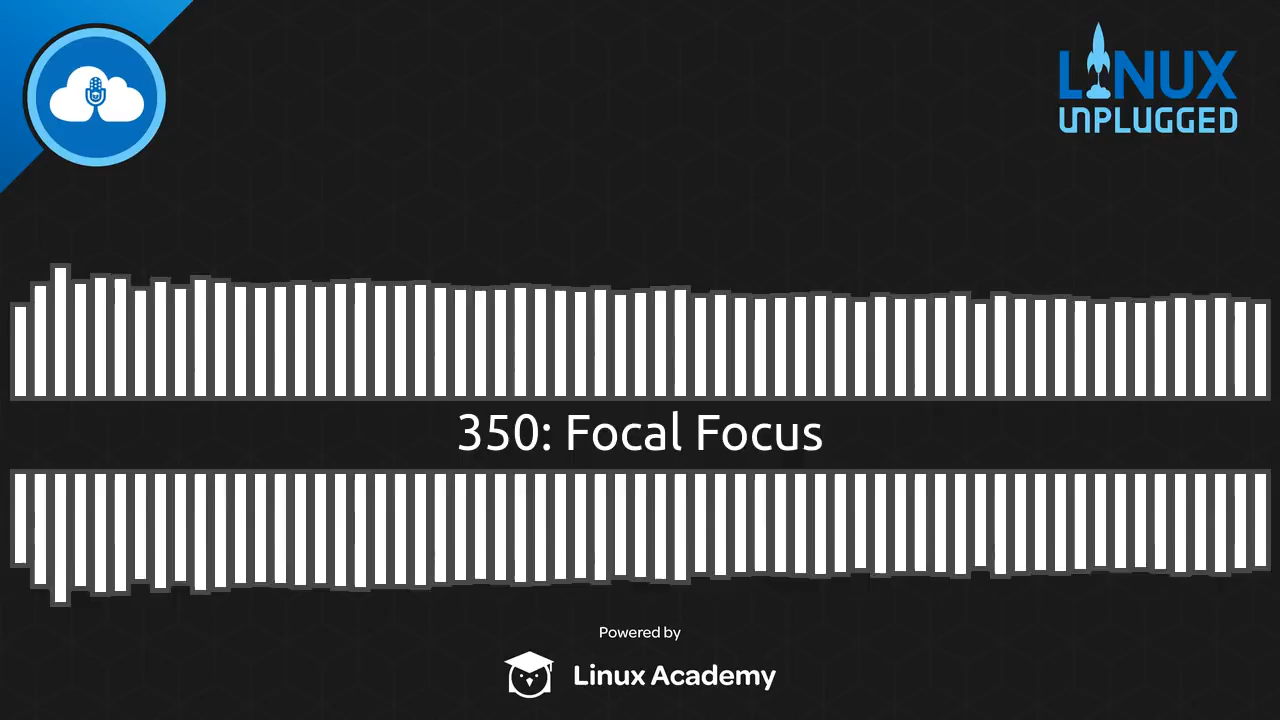 LINUX
UNPLUGGED
350: Focal Focus
Powered by
Linux Academy